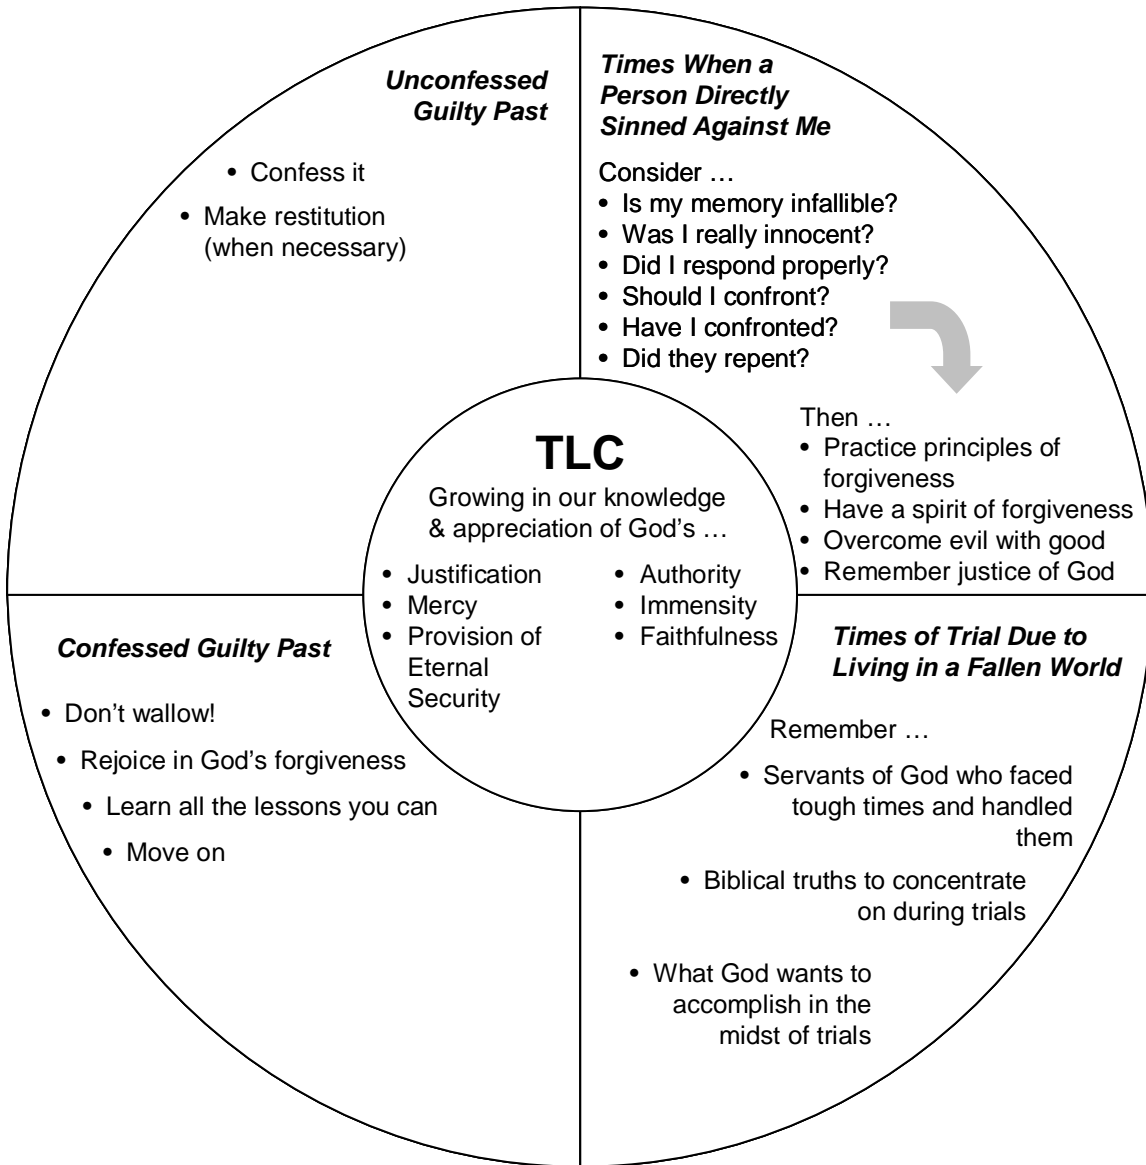 Unconfessed
Guilty Past
• Confess it
• Make restitution
(when necessary)
Times When a
Person Directly
Sinned Against Me
Consider …
• Is my memory infallible?
• Was I really innocent?
• Did I respond properly?
• Should I confront?
• Have I confronted?
• Did they repent?
Then …
• Practice principles of
forgiveness
• Have a spirit of forgiveness
• Overcome evil with good
• Remember justice of God
TLC
Growing in our knowledge
& appreciation of God’s …
• Justification
• Mercy
• Provision of
Eternal
Security
• Authority
• Immensity
• Faithfulness
Confessed Guilty Past
• Don’t wallow!
• Rejoice in God’s forgiveness
• Learn all the lessons you can
• Move on
Times of Trial Due to
Living in a Fallen World
Remember …
• Servants of God who faced
tough times and handled
them
• Biblical truths to concentrate
on during trials
• What God wants to
accomplish in the
midst of trials